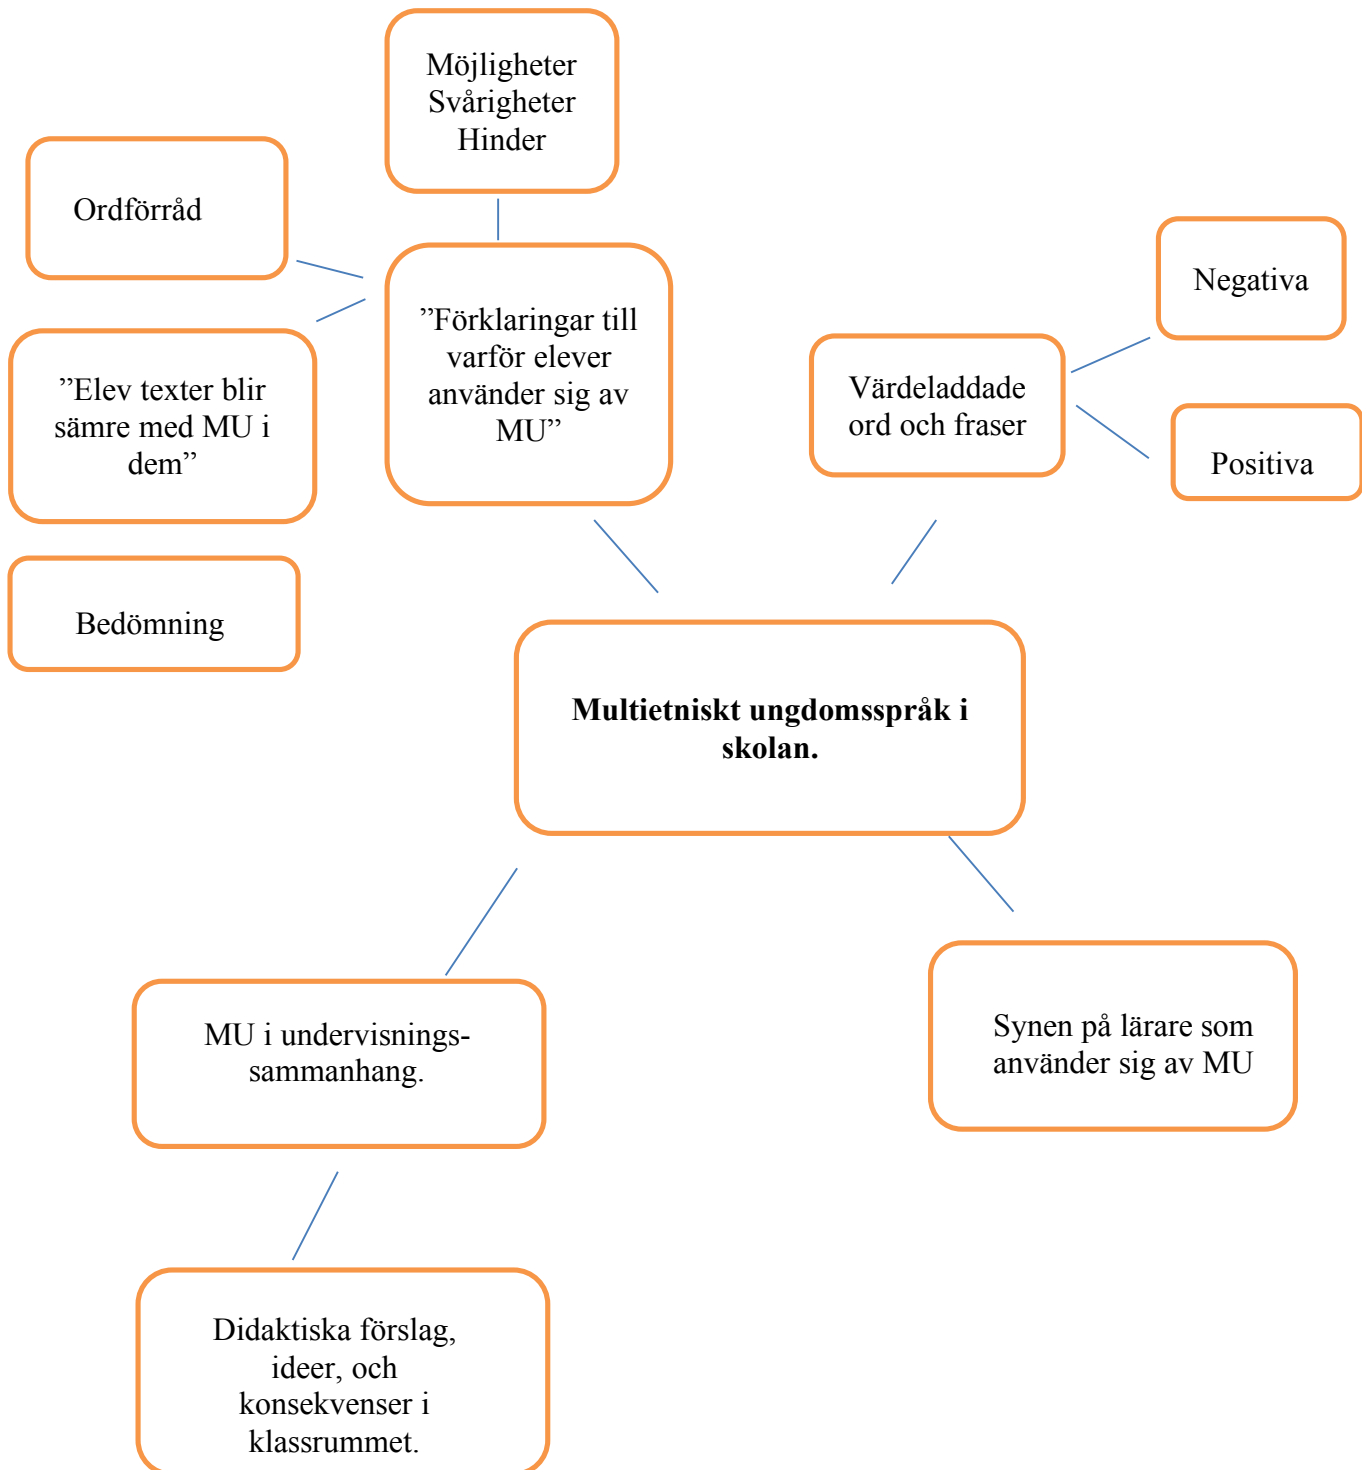 Möjligheter
Svårigheter
Hinder
Ordförråd
”Förklaringar till
varför elever
använder sig av
MU”
”Elev texter blir
sämre med MU i
dem”
Bedömning
Negativa
Värdeladdade
ord och fraser
Positiva
Multietniskt ungdomsspråk i
skolan.
MU i undervisnings-
sammanhang.
Synen på lärare som
använder sig av MU
Didaktiska förslag,
ideer, och
konsekvenser i
klassrummet.